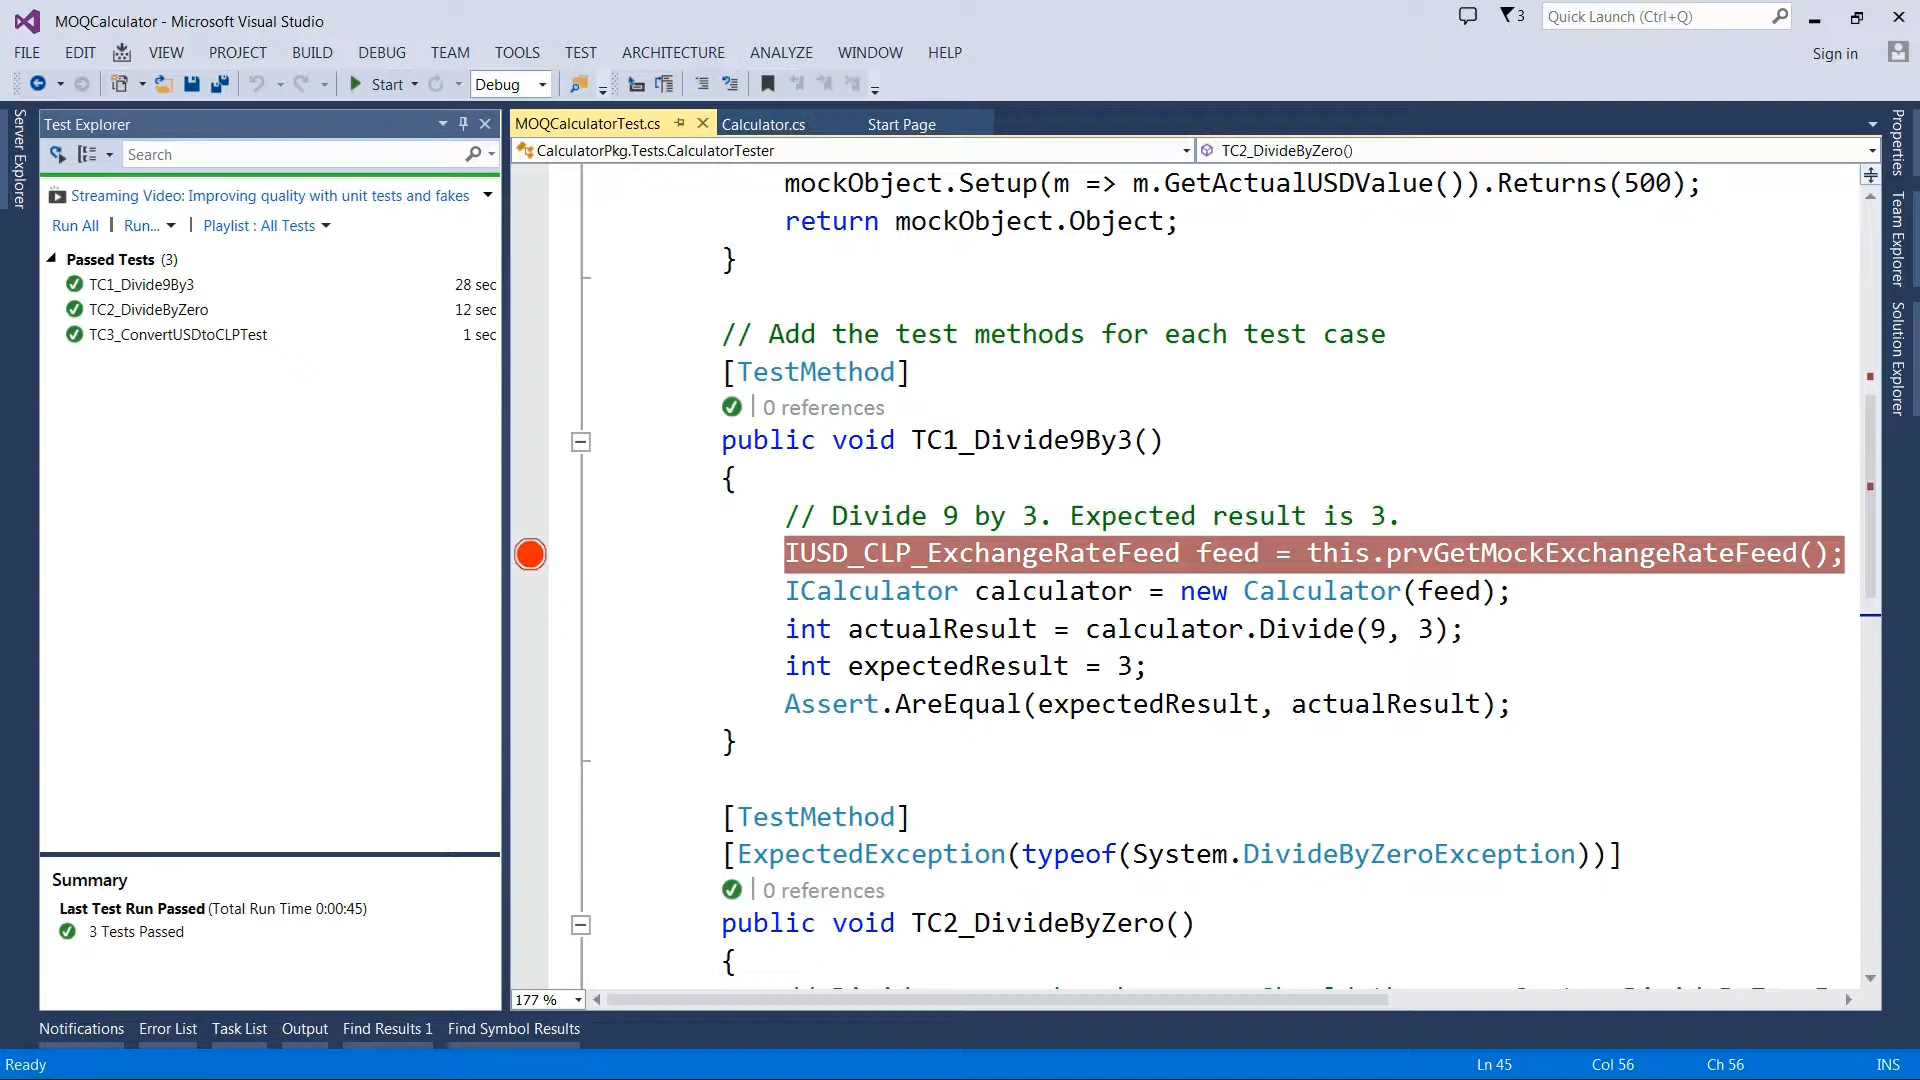 MOQCalculator - Microsoft Visual Studio
3
Quick Launch (Ctrl+Q)
FILE EDIT VIEW PROJECT BUILD DEBUG TEAM TOOLS TEST ARCHITECTURE ANALYZE WINDOW HELP
Sign in
Start Debug
Server Explorer
Test Explorer
Search
Streaming Video: Improving quality with unit tests and fakes
Run All | Run... | Playlist : All Tests
Passed Tests (3)
TC1_Divide9By3 28 sec
TC2_DivideByZero 12 sec
TC3_ConvertUSDtoCLPTest 1 sec
Summary
Last Test Run Passed (Total Run Time 0:00:45)
3 Tests Passed
MOQCalculatorTest.cs Calculator.cs Start Page
CalculatorPkg.Tests.CalculatorTester TC2_DivideByZero()
mockObject.Setup(m => m.GetActualUSDValue()).Returns(500);
return mockObject.Object;
}
// Add the test methods for each test case
[TestMethod]
| 0 references
public void TC1_Divide9By3()
{
// Divide 9 by 3. Expected result is 3.
IUSD_CLP_ExchangeRateFeed feed = this.prvGetMockExchangeRateFeed();
ICalculator calculator = new Calculator(feed);
int actualResult = calculator.Divide(9, 3);
int expectedResult = 3;
Assert.AreEqual(expectedResult, actualResult);
}
[TestMethod]
[ExpectedException(typeof(System.DivideByZeroException))]
| 0 references
public void TC2_DivideByZero()
{
177 %
Properties
Team Explorer
Solution Explorer
Notifications Error List Task List Output Find Results 1 Find Symbol Results
Ready
Ln 45 Col 56 Ch 56 INS